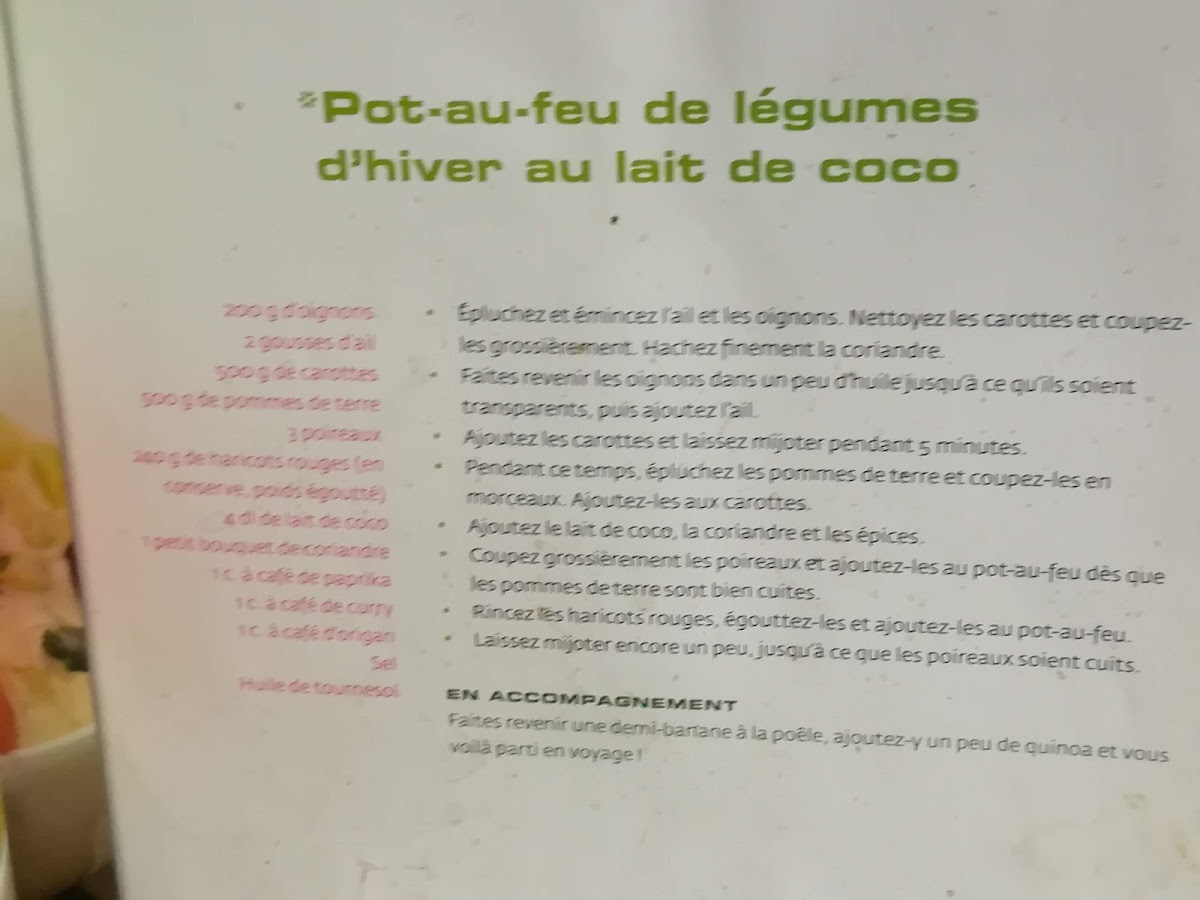 *Pot-au-feu de légumes
d'hiver au lait de coco
200 g d'oignons
2 gousses d'ail
500 g de carottes
500 g de pommes de terre
3 poireaux
240 g de haricots rouges (en
conserve, poids égoutté)
4 dl de lait de coco
1 petit bouquet de coriandre
1 c. à café de paprika
1 c. à café de curry
1 c. à café d'origan
Sel
Huile de tournesol
• Épluchez et émincez l'ail et les oignons. Nettoyez les carottes et coupez-
les grossièrement. Hachez finement la coriandre.
• Faites revenir les oignons dans un peu d'huile jusqu'à ce qu'ils soient
transparents, puis ajoutez l'ail.
• Ajoutez les carottes et laissez mijoter pendant 5 minutes.
• Pendant ce temps, épluchez les pommes de terre et coupez-les en
morceaux. Ajoutez-les aux carottes.
• Ajoutez le lait de coco, la coriandre et les épices.
• Coupez grossièrement les poireaux et ajoutez-les au pot-au-feu dès que
les pommes de terre sont bien cuites.
• Rincez les haricots rouges, égouttez-les et ajoutez-les au pot-au-feu.
• Laissez mijoter encore un peu, jusqu'à ce que les poireaux soient cuits.
EN ACCOMPAGNEMENT
Faites revenir une demi-banane à la poêle, ajoutez-y un peu de quinoa et vous
voilà parti en voyage !